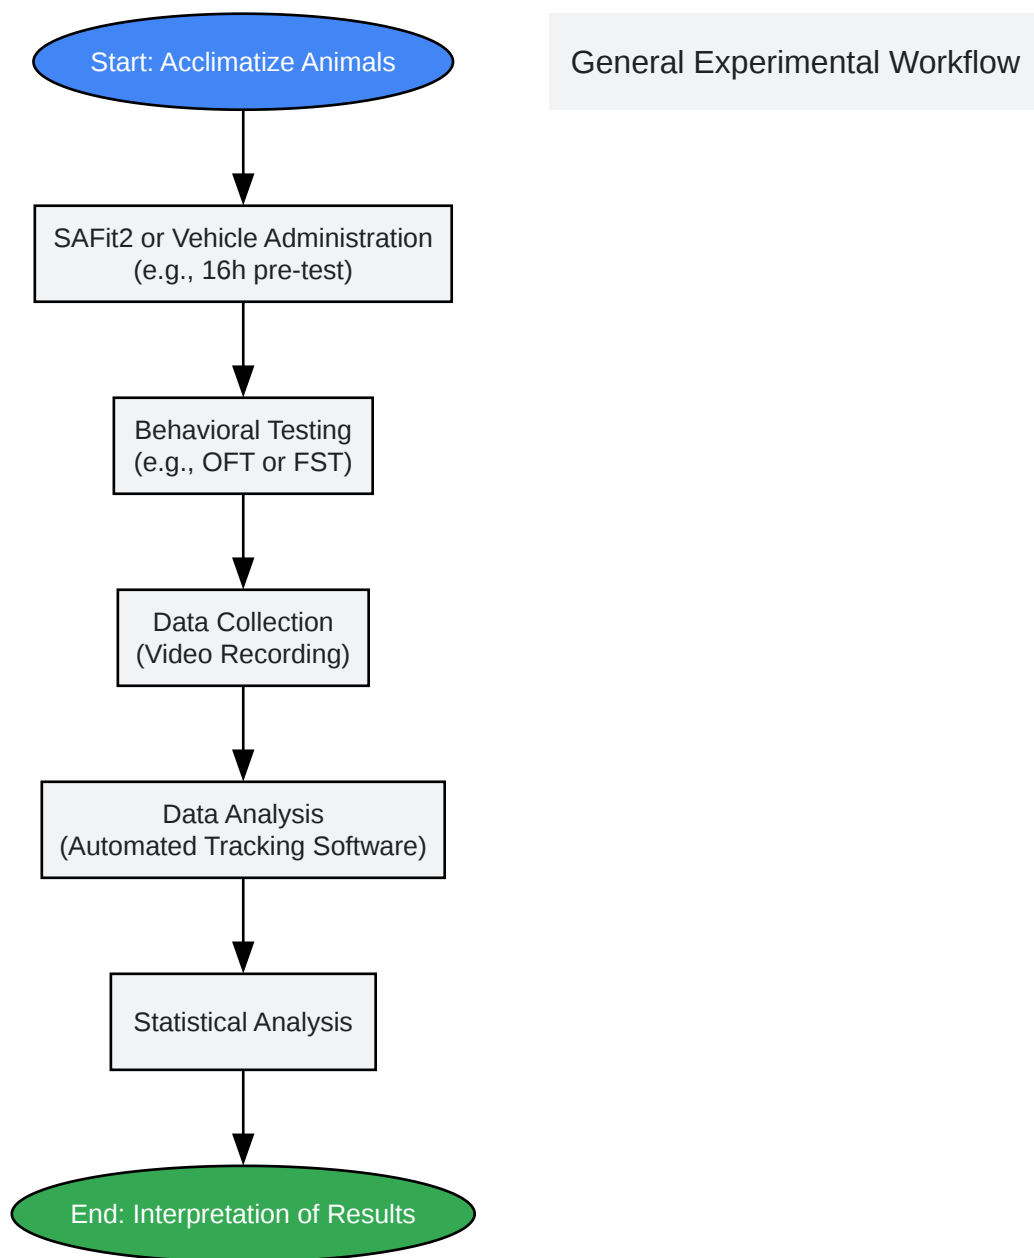 Start: Acclimatize Animals
General Experimental Workflow
SAFit2 or Vehicle Administration
(e.g., 16h pre-test)
Behavioral Testing
(e.g., OFT or FST)
Data Collection
(Video Recording)
Data Analysis
(Automated Tracking Software)
Statistical Analysis
End: Interpretation of Results